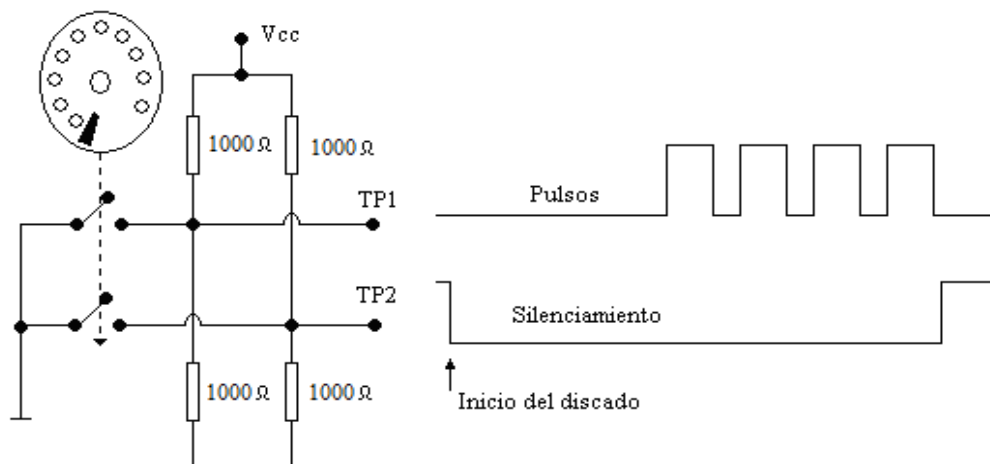 Vcc
1000 Ω
1000 Ω
TP1
TP2
1000 Ω
1000 Ω
Pulsos
Silenciamiento
Inicio del discado